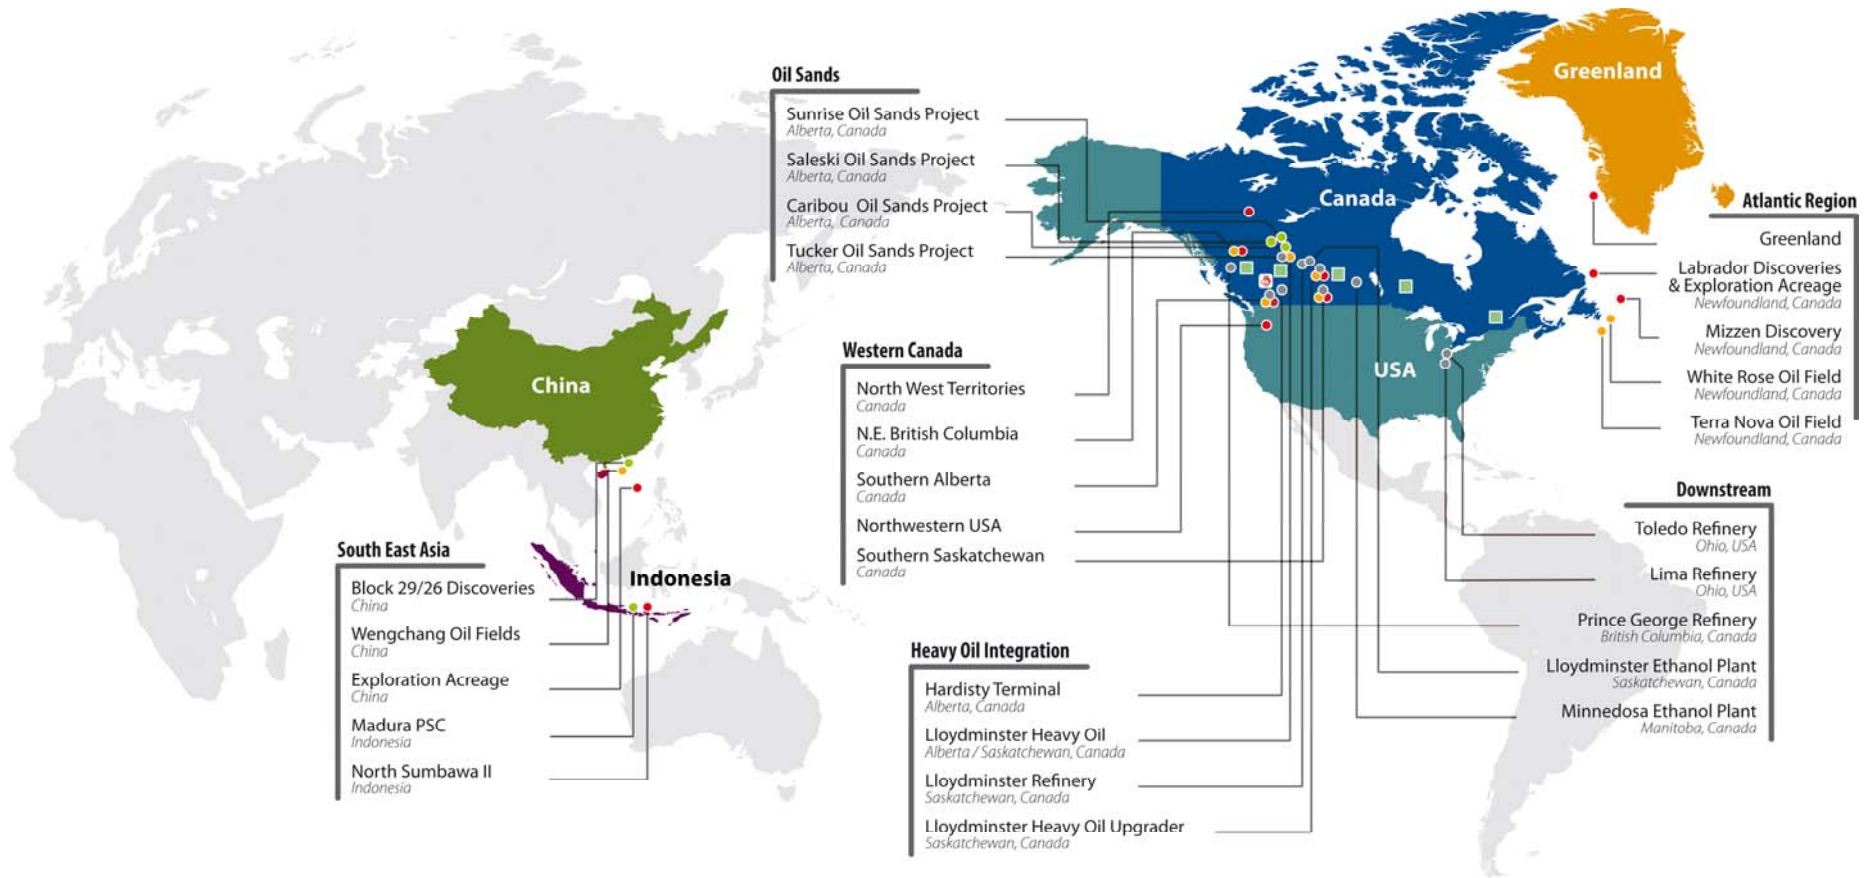 Oil Sands
Sunrise Oil Sands Project
Alberta, Canada
Saleski Oil Sands Project
Alberta, Canada
Caribou Oil Sands Project
Alberta, Canada
Tucker Oil Sands Project
Alberta, Canada
Greenland
Canada
USA
China
Indonesia
Atlantic Region
Greenland
Labrador Discoveries
& Exploration Acreage
Newfoundland, Canada
Mizzen Discovery
Newfoundland, Canada
White Rose Oil Field
Newfoundland, Canada
Terra Nova Oil Field
Newfoundland, Canada
Western Canada
North West Territories
Canada
N.E. British Columbia
Canada
Southern Alberta
Canada
Northwestern USA
Southern Saskatchewan
Canada
Downstream
Toledo Refinery
Ohio, USA
Lima Refinery
Ohio, USA
Prince George Refinery
British Columbia, Canada
Lloydminster Ethanol Plant
Saskatchewan, Canada
Minnedosa Ethanol Plant
Manitoba, Canada
South East Asia
Block 29/26 Discoveries
China
Wengchang Oil Fields
China
Exploration Acreage
China
Madura PSC
Indonesia
North Sumbawa II
Indonesia
Heavy Oil Integration
Hardisty Terminal
Alberta, Canada
Lloydminster Heavy Oil
Alberta / Saskatchewan, Canada
Lloydminster Refinery
Saskatchewan, Canada
Lloydminster Heavy Oil Upgrader
Saskatchewan, Canada